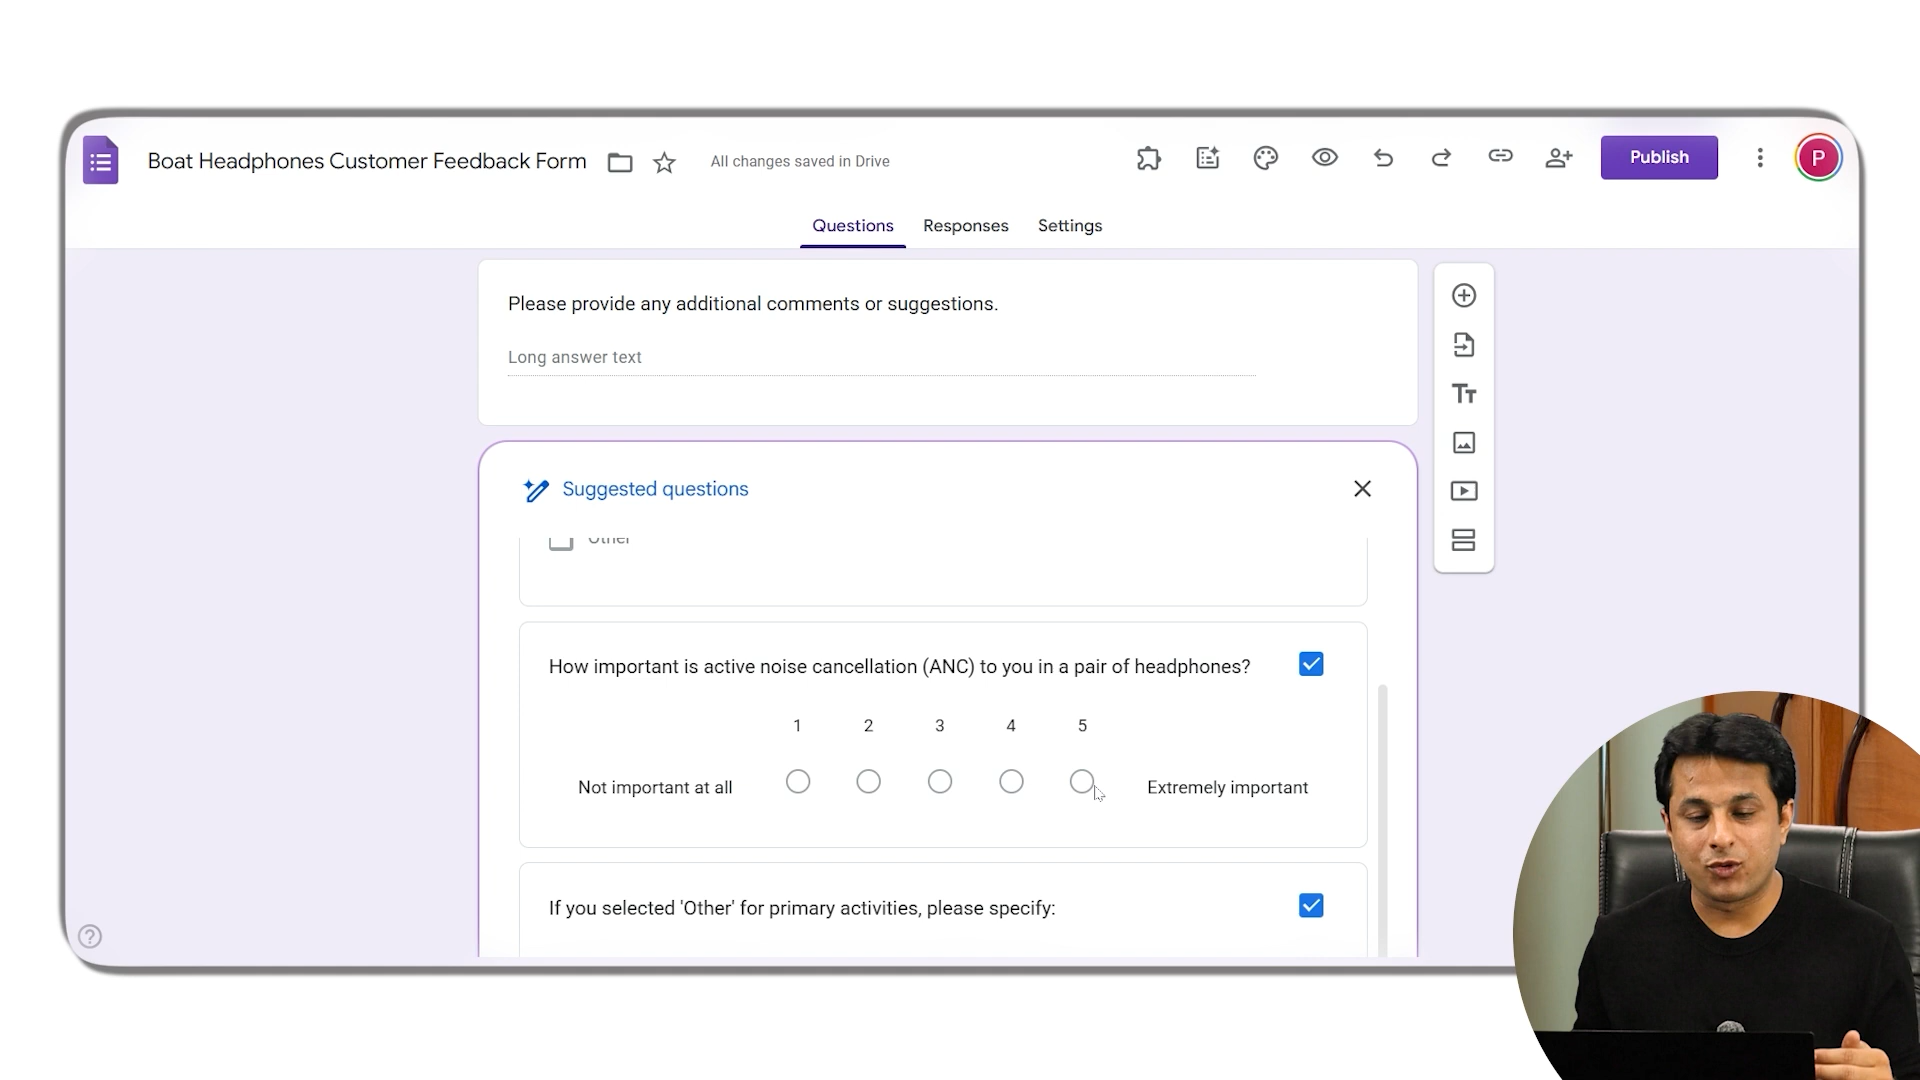 Boat Headphones Customer Feedback Form
All changes saved in Drive
Publish
P
Questions Responses Settings
Please provide any additional comments or suggestions.
Long answer text
Tт
Suggested questions
Other
How important is active noise cancellation (ANC) to you in a pair of headphones?
1 2 3 4 5
Not important at all Extremely important
If you selected 'Other' for primary activities, please specify: